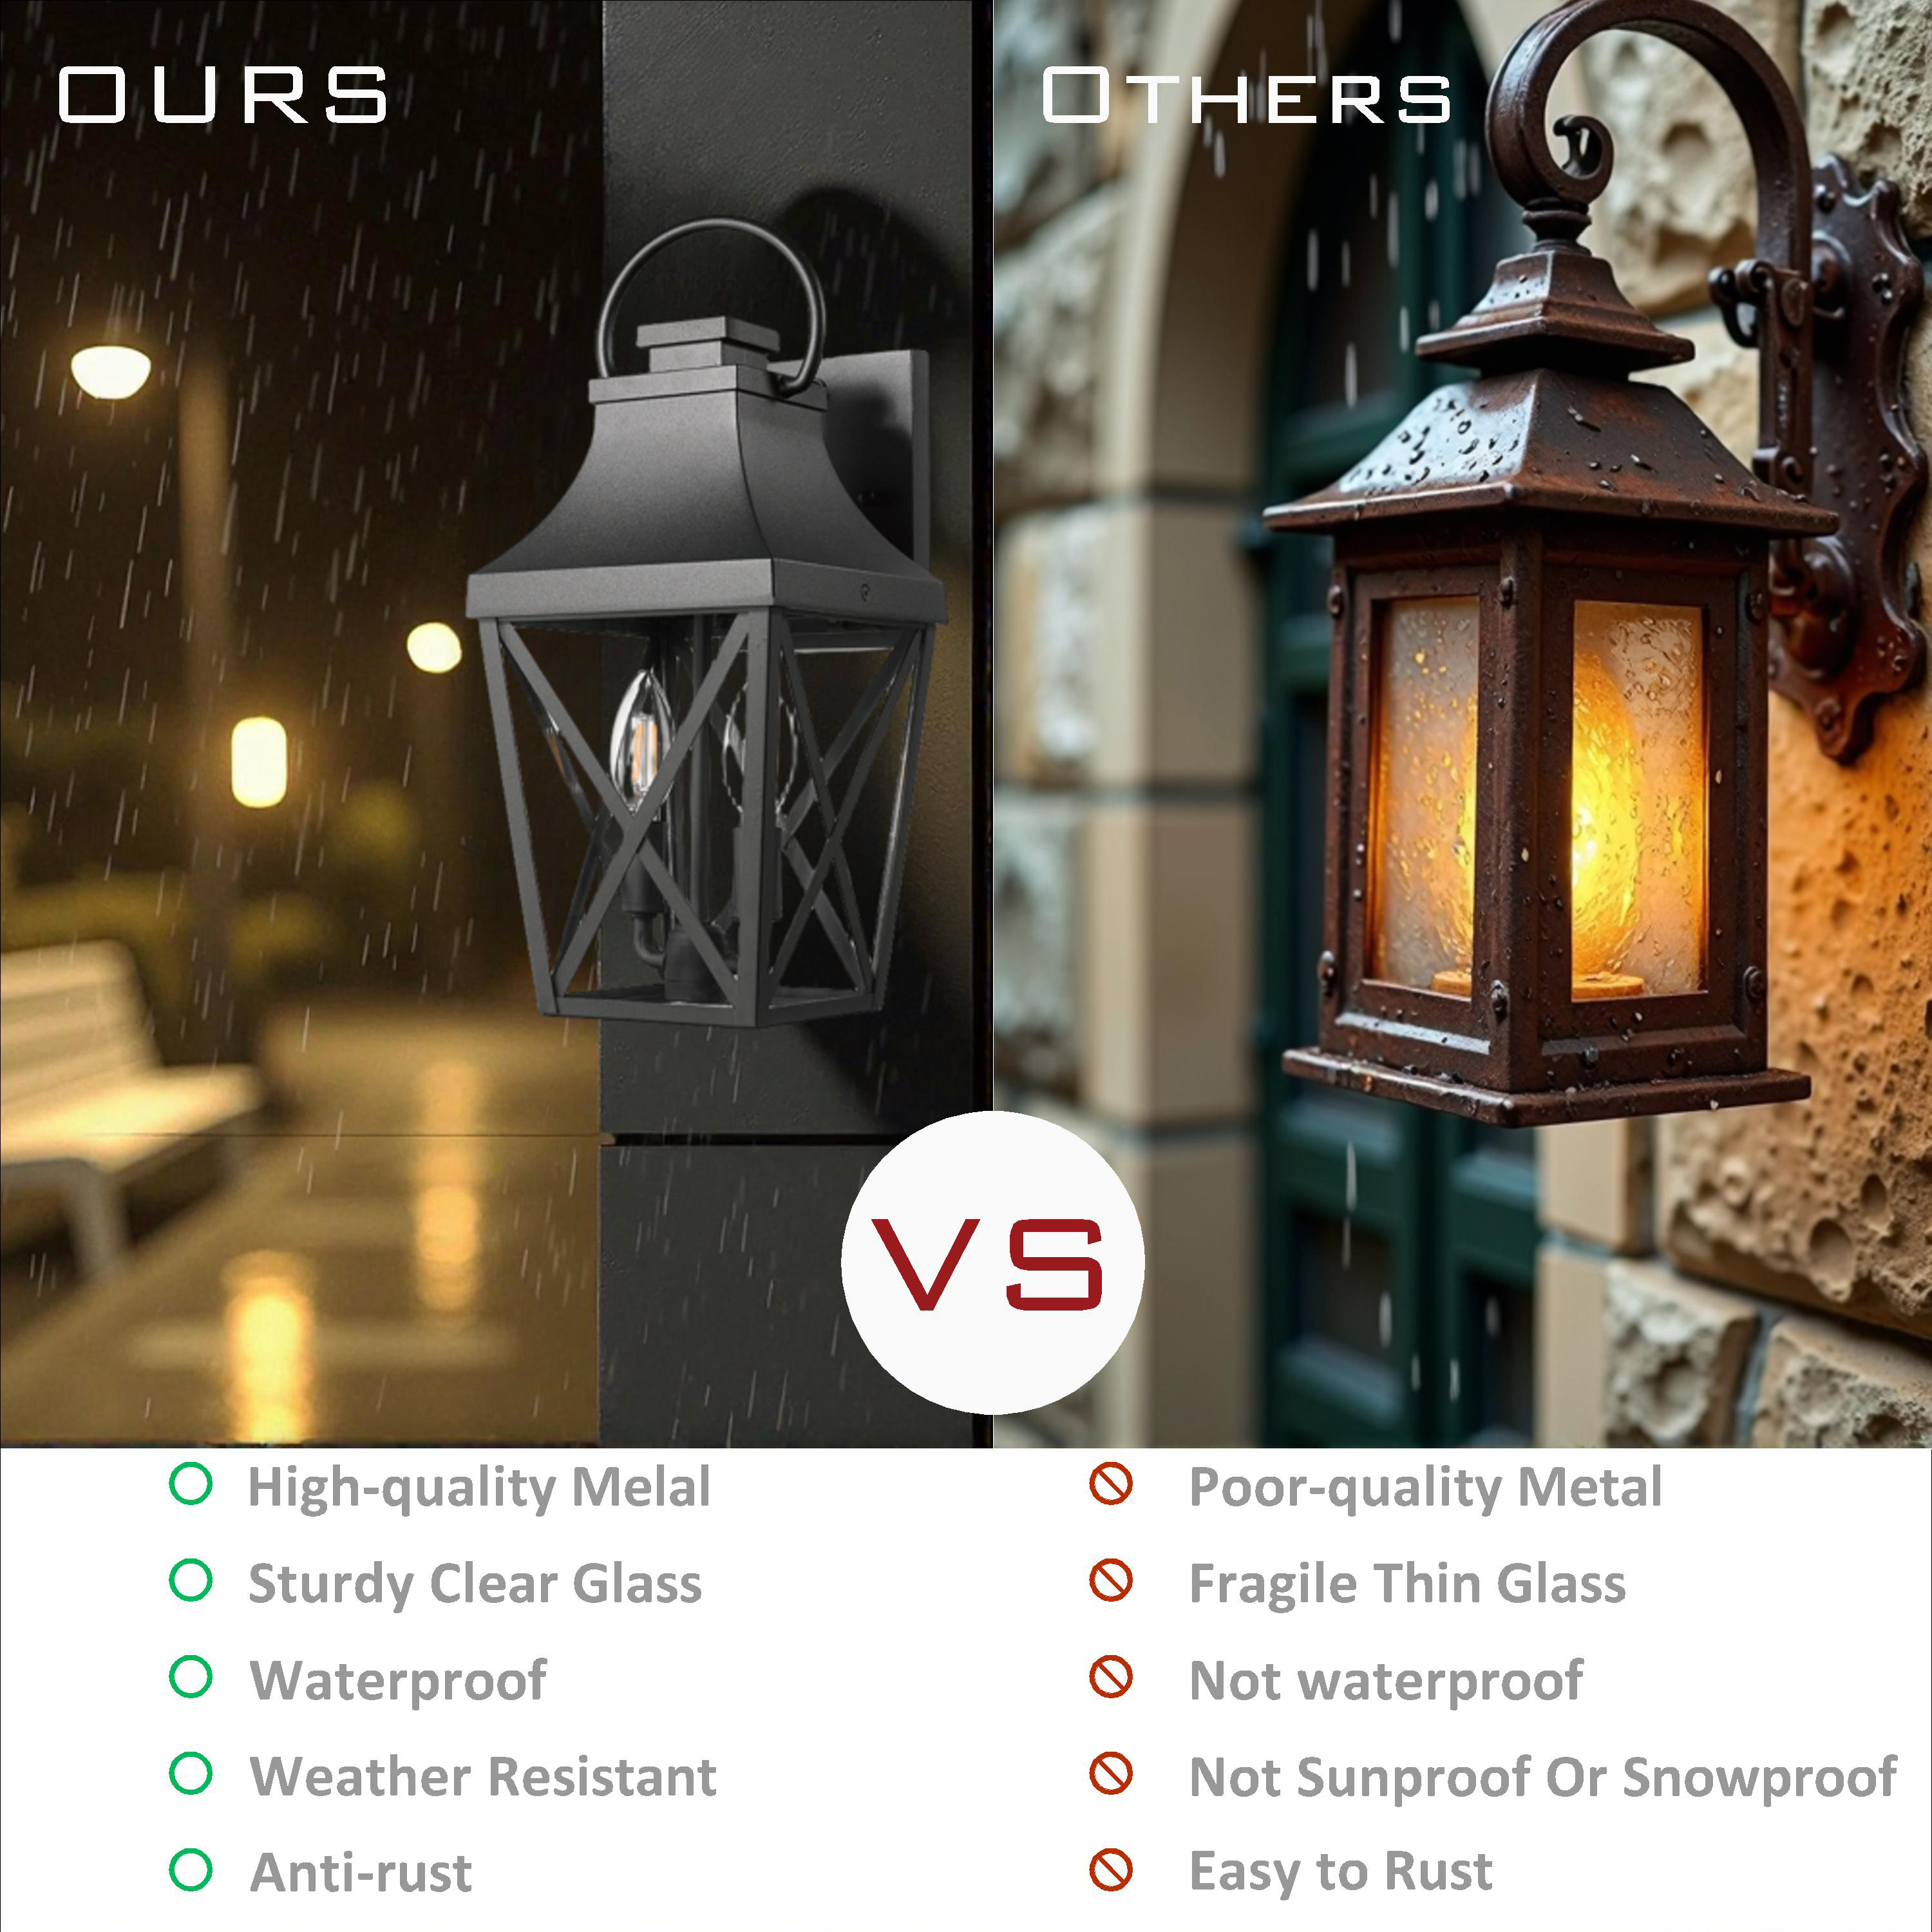 OURS
OTHERS
VS
High-quality Melal
Sturdy Clear Glass
Waterproof
Weather Resistant
Anti-rust
Poor-quality Metal
Fragile Thin Glass
Not waterproof
Not Sunproof Or Snowproof
Easy to Rust